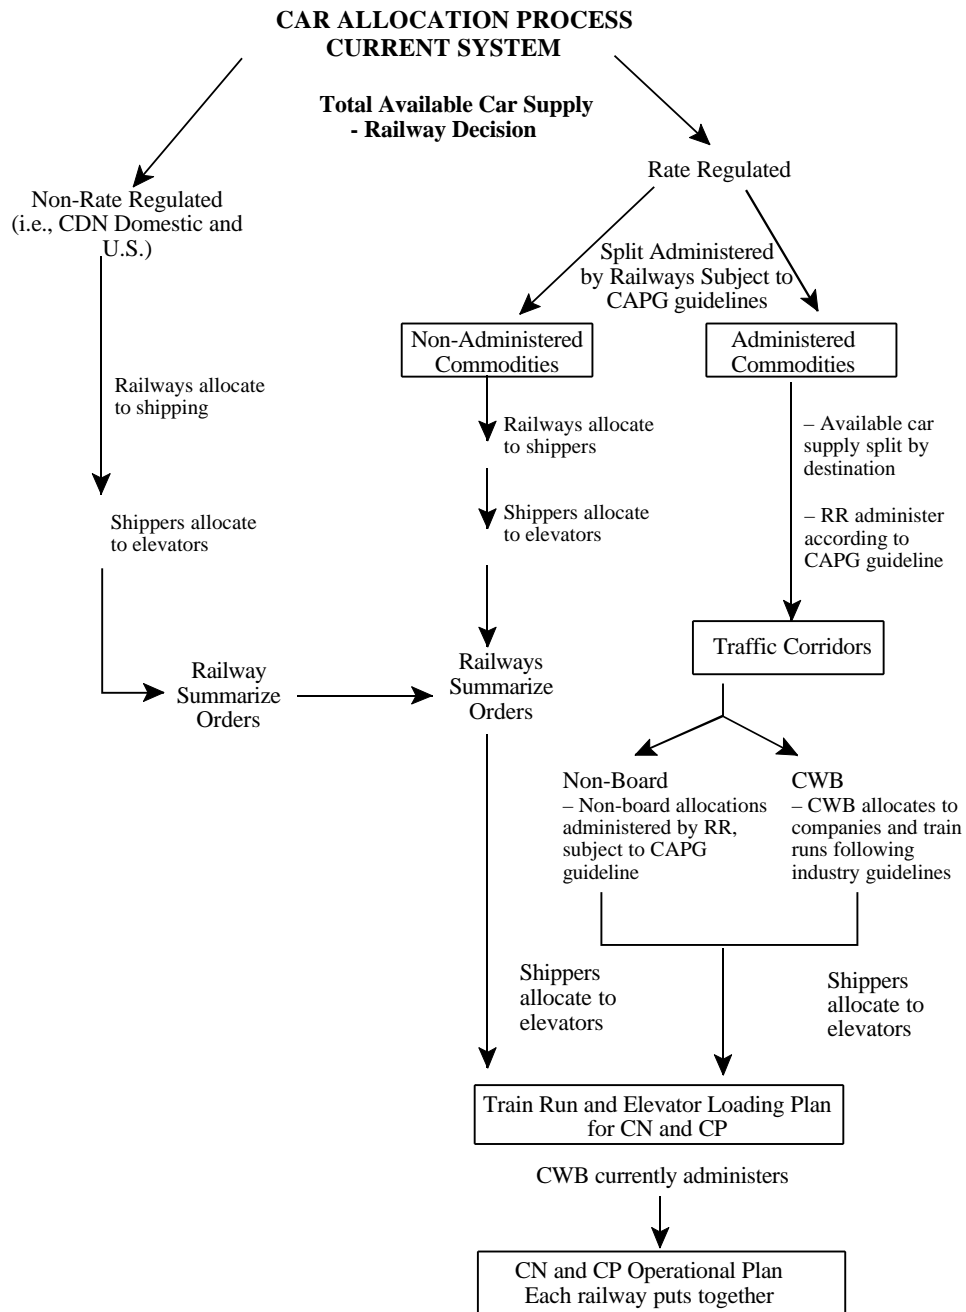 CAR ALLOCATION PROCESS
CURRENT SYSTEM
Total Available Car Supply
- Railway Decision
Rate Regulated
Non-Rate Regulated
(i.e., CDN Domestic and
U.S.)
Split Administered
by Railways Subject to
CAPG guidelines
Non-Administered
Commodities
Administered
Commodities
Railways allocate
to shipping
Railways allocate
to shippers
– Available car
supply split by
destination
Shippers allocate
to elevators
Shippers allocate
to elevators
– RR administer
according to
CAPG guideline
Traffic Corridors
Railway
Summarize
Orders
Railways
Summarize
Orders
Non-Board
– Non-board allocations
administered by RR,
subject to CAPG
guideline
CWB
– CWB allocates to
companies and train
runs following
industry guidelines
Shippers
allocate to
elevators
Shippers
allocate to
elevators
Train Run and Elevator Loading Plan
for CN and CP
CWB currently administers
CN and CP Operational Plan
Each railway puts together